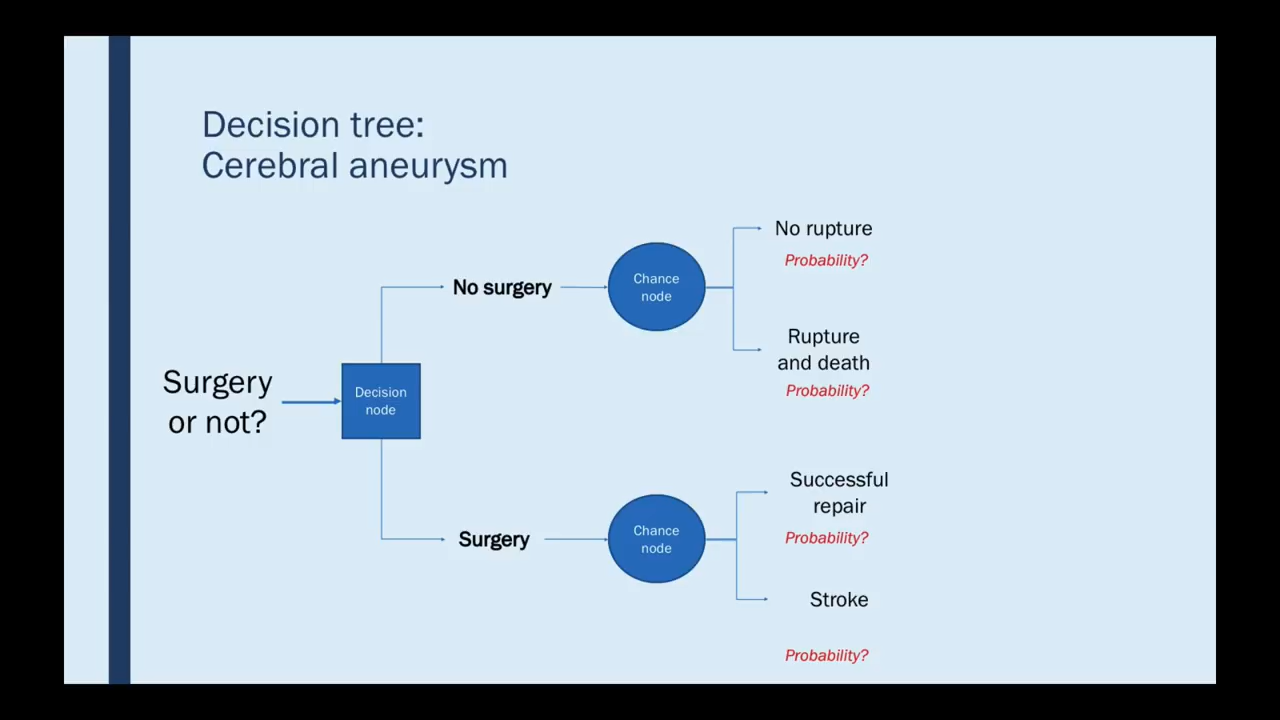 Decision tree:
Cerebral aneurysm
No rupture
Probability?
No surgery
Chance
node
Rupture
and death
Probability?
Surgery
or not?
Decision
node
Successful
repair
Probability?
Surgery
Chance
node
Stroke
Probability?